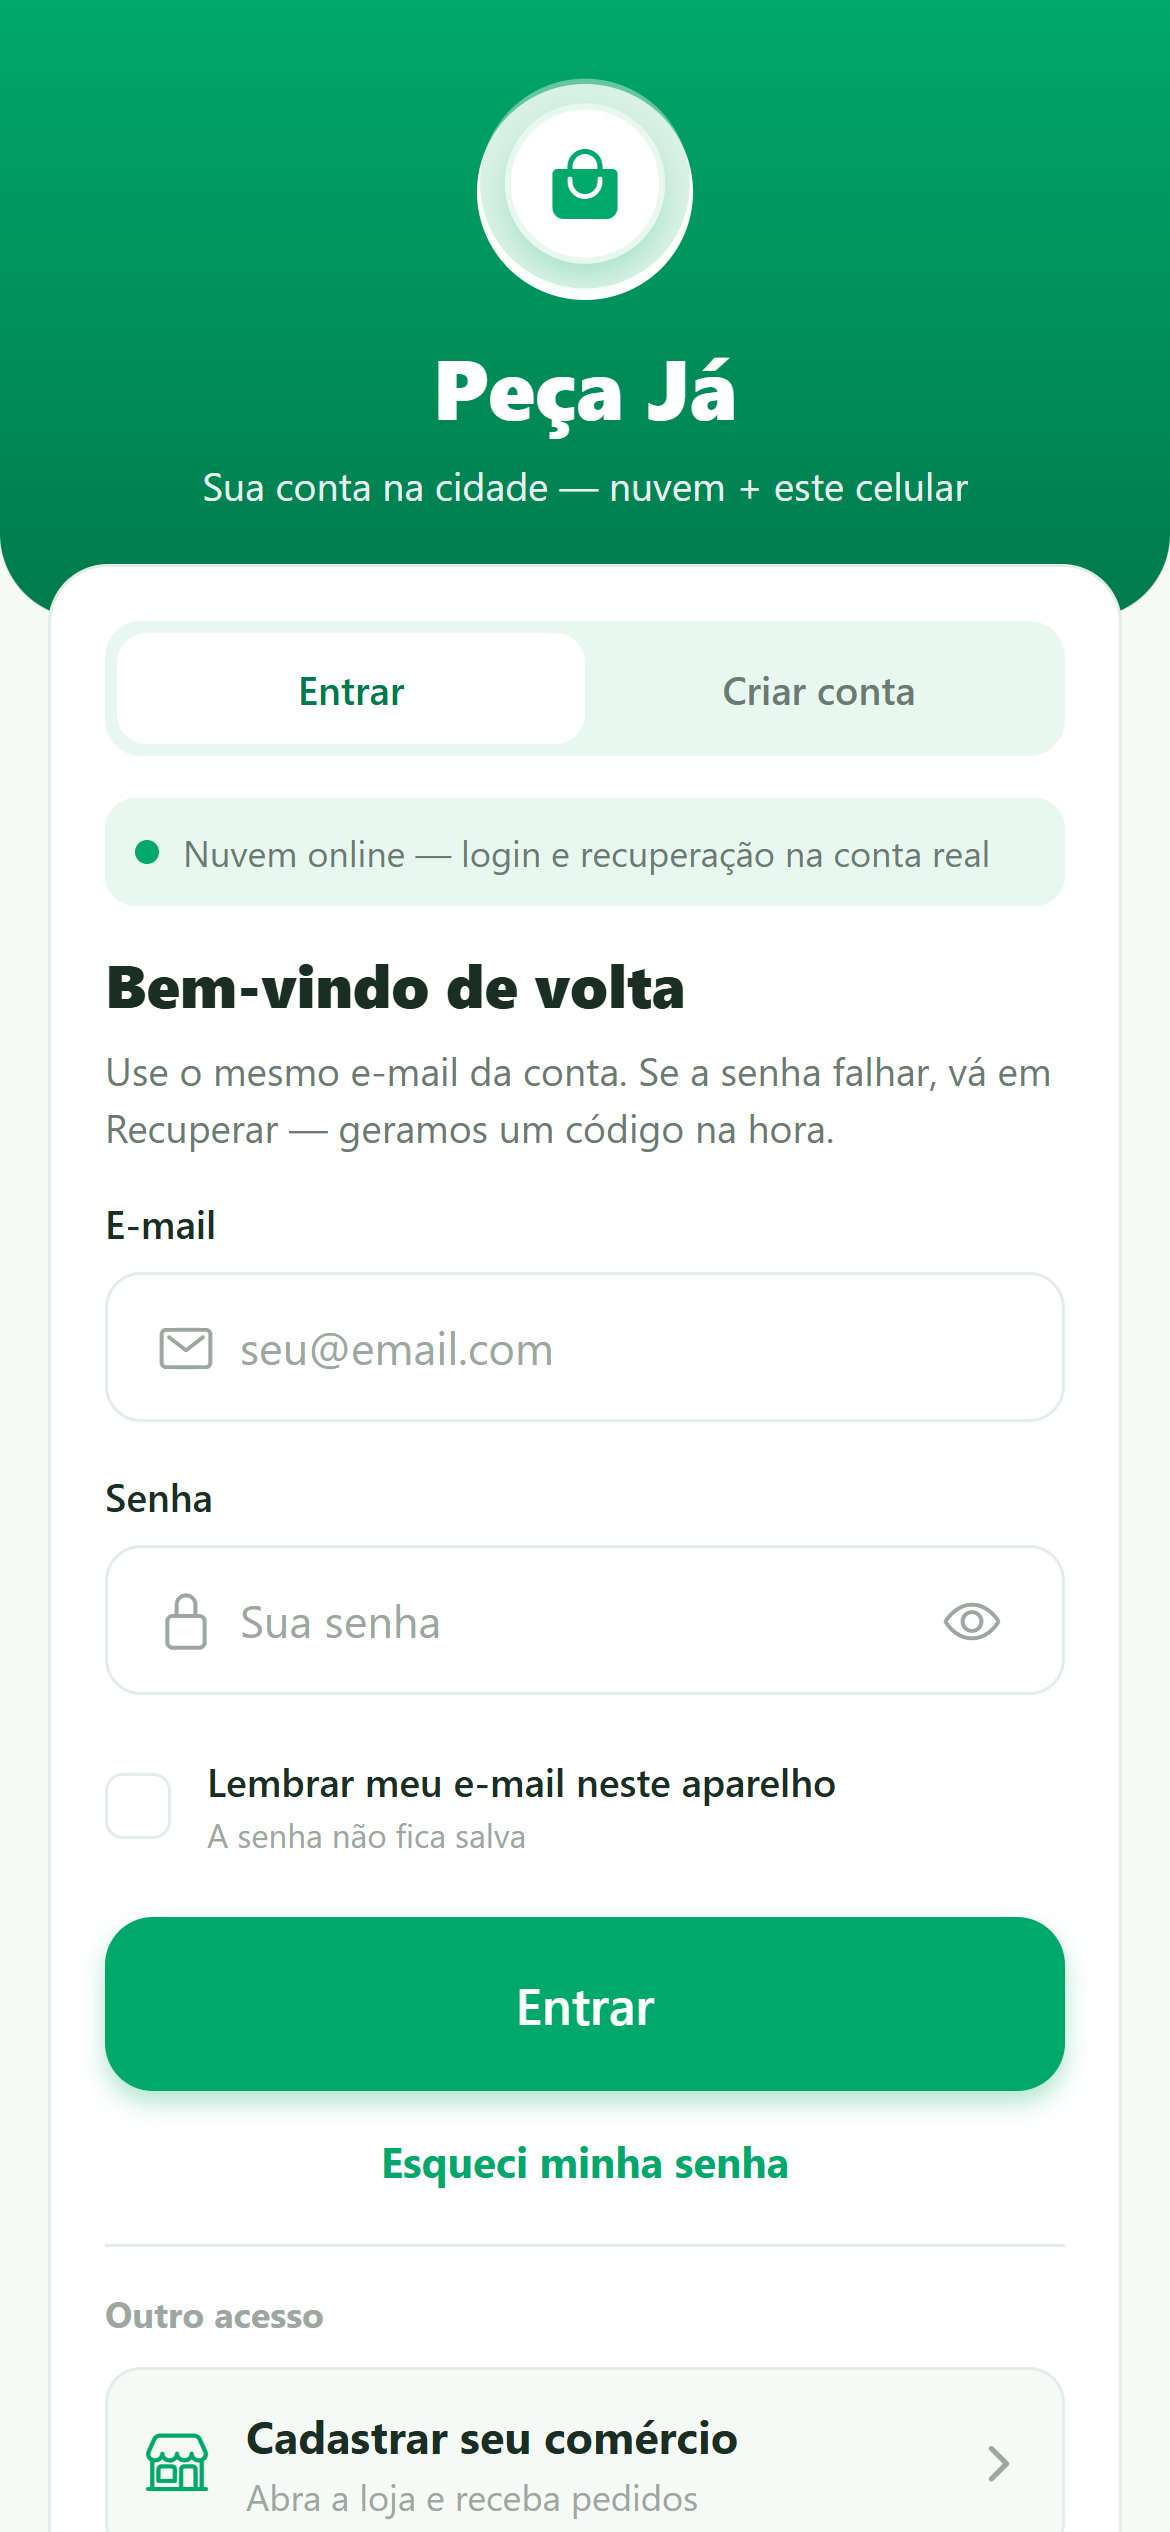 Peça Já
Sua conta na cidade — nuvem + este celular
Entrar
Criar conta
Nuvem online — login e recuperação na conta real
Bem-vindo de volta
Use o mesmo e-mail da conta. Se a senha falhar, vá em
Recuperar — geramos um código na hora.
E-mail
seu@email.com
Senha
Sua senha
Lembrar meu e-mail neste aparelho
A senha não fica salva
Entrar
Esqueci minha senha
Outro acesso
Cadastrar seu comércio
Abra a loja e receba pedidos